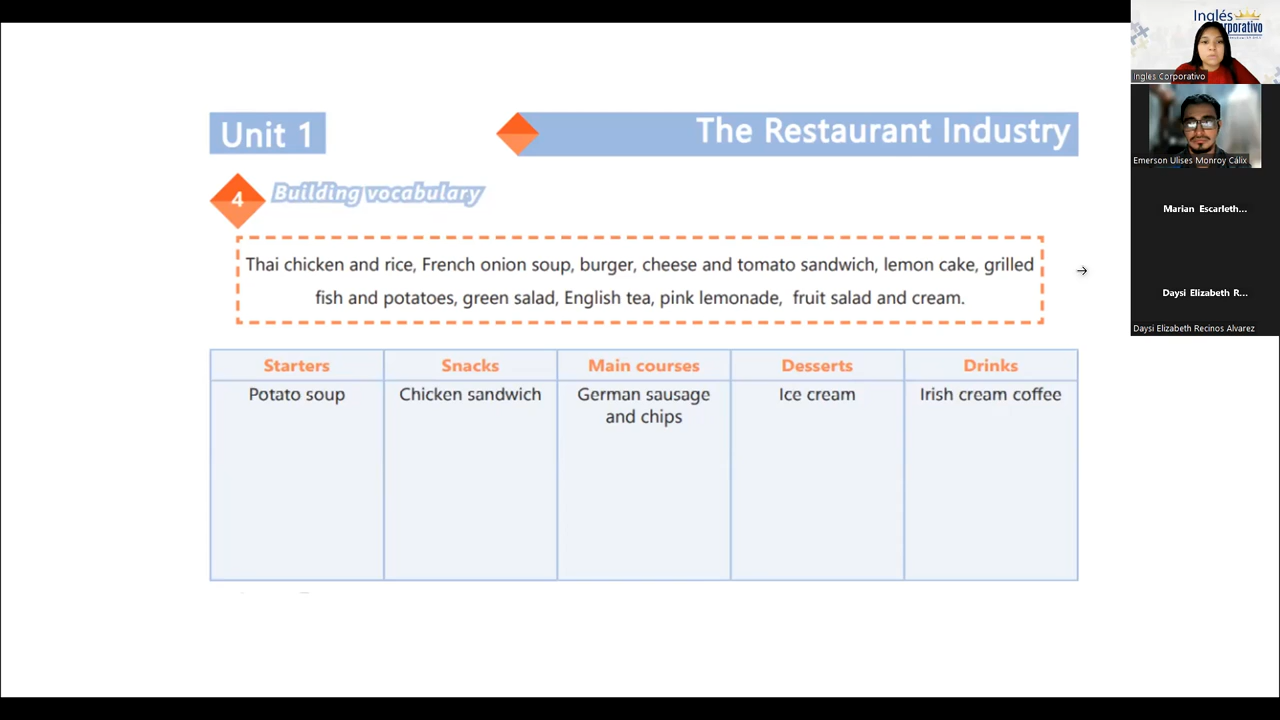 Unit 1
The Restaurant Industry
4
Building vocabulary
Thai chicken and rice, French onion soup, burger, cheese and tomato sandwich, lemon cake, grilled
fish and potatoes, green salad, English tea, pink lemonade, fruit salad and cream.
Starters
Snacks
Main courses
Desserts
Drinks
Potato soup
Chicken sandwich
German sausage
and chips
Ice cream
Irish cream coffee
Inglés
Ingles Corporativo
Emerson Ulises Monroy Cálix
Marian Escarleth...
Daysi Elizabeth R...
Daysi Elizabeth Recinos Alvarez